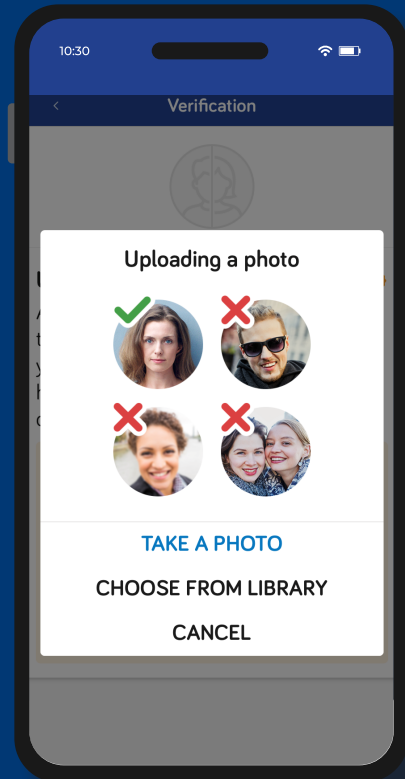 10:30
Verification
Uploading a photo
TAKE A PHOTO
CHOOSE FROM LIBRARY
CANCEL